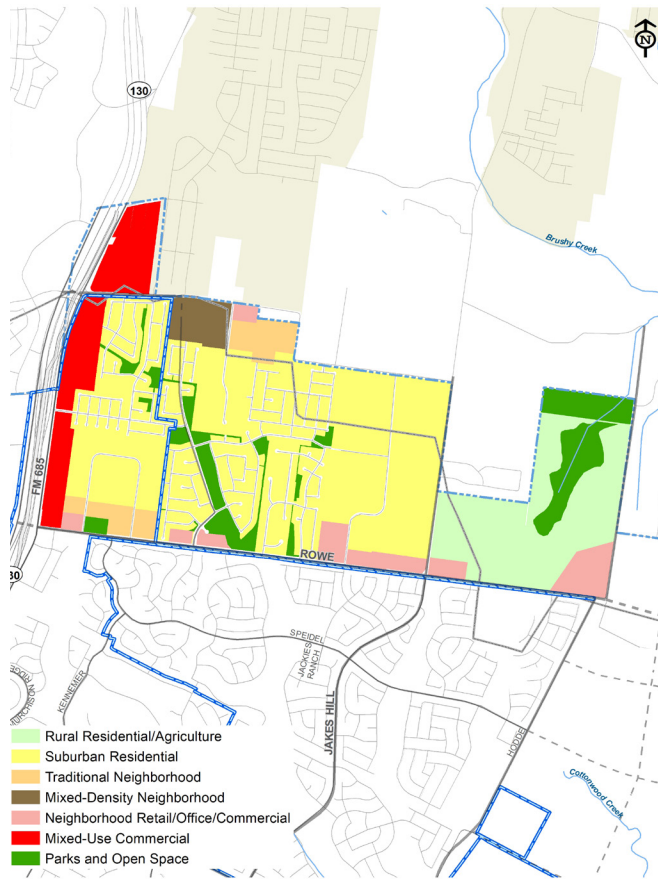 N
130
Brushy Creek
FM 685
ROWE
30
SPEIDEL
JACKIES
RANCH
KENNEMER
JAKES HILL
HODDE
Cottonwood Creek
Rural Residential/Agriculture
Suburban Residential
Traditional Neighborhood
Mixed-Density Neighborhood
Neighborhood Retail/Office/Commercial
Mixed-Use Commercial
Parks and Open Space